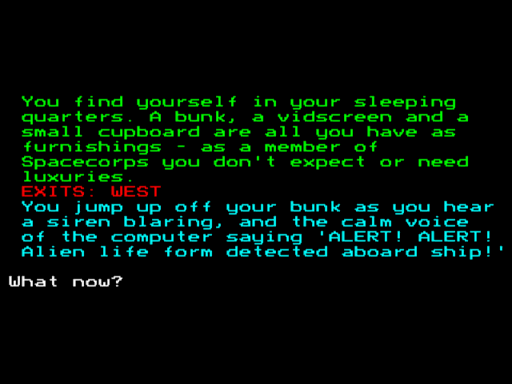 You find yourself in your sleeping
quarters. A bunk, a vidscreen and a
small cupboard are all you have as
furnishings - as a member of
Spacecorps you don't expect or need
luxuries.
EXITS: WEST
You jump up off your bunk as you hear
a siren blaring, and the calm voice
of the computer saying 'ALERT! ALERT!
Alien life form detected aboard ship!'
What now?